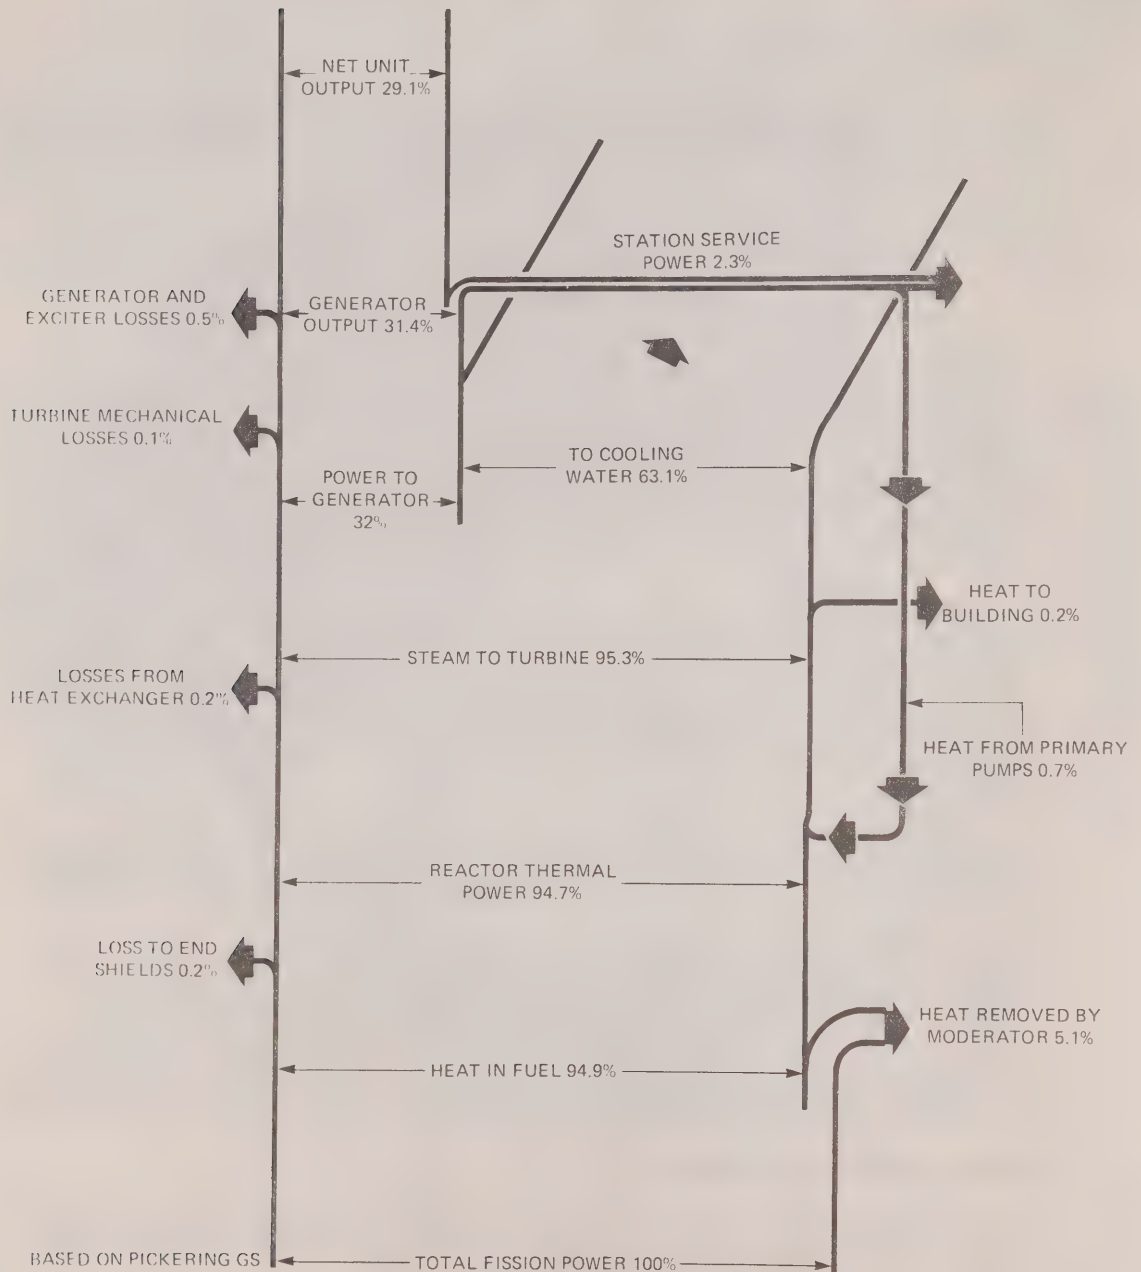 NET UNIT
OUTPUT 29.1%
STATION SERVICE
POWER 2.3%
GENERATOR AND
EXCITER LOSSES 0.5%
GENERATOR
OUTPUT 31.4%
TURBINE MECHANICAL
LOSSES 0.1%
TO COOLING
WATER 63.1%
POWER TO
GENERATOR
32%
HEAT TO
BUILDING 0.2%
STEAM TO TURBINE 95.3%
LOSSES FROM
HEAT EXCHANGER 0.2%
HEAT FROM PRIMARY
PUMPS 0.7%
REACTOR THERMAL
POWER 94.7%
LOSS TO END
SHIELDS 0.2%
HEAT REMOVED BY
MODERATOR 5.1%
HEAT IN FUEL 94.9%
BASED ON PICKERING GS
TOTAL FISSION POWER 100%